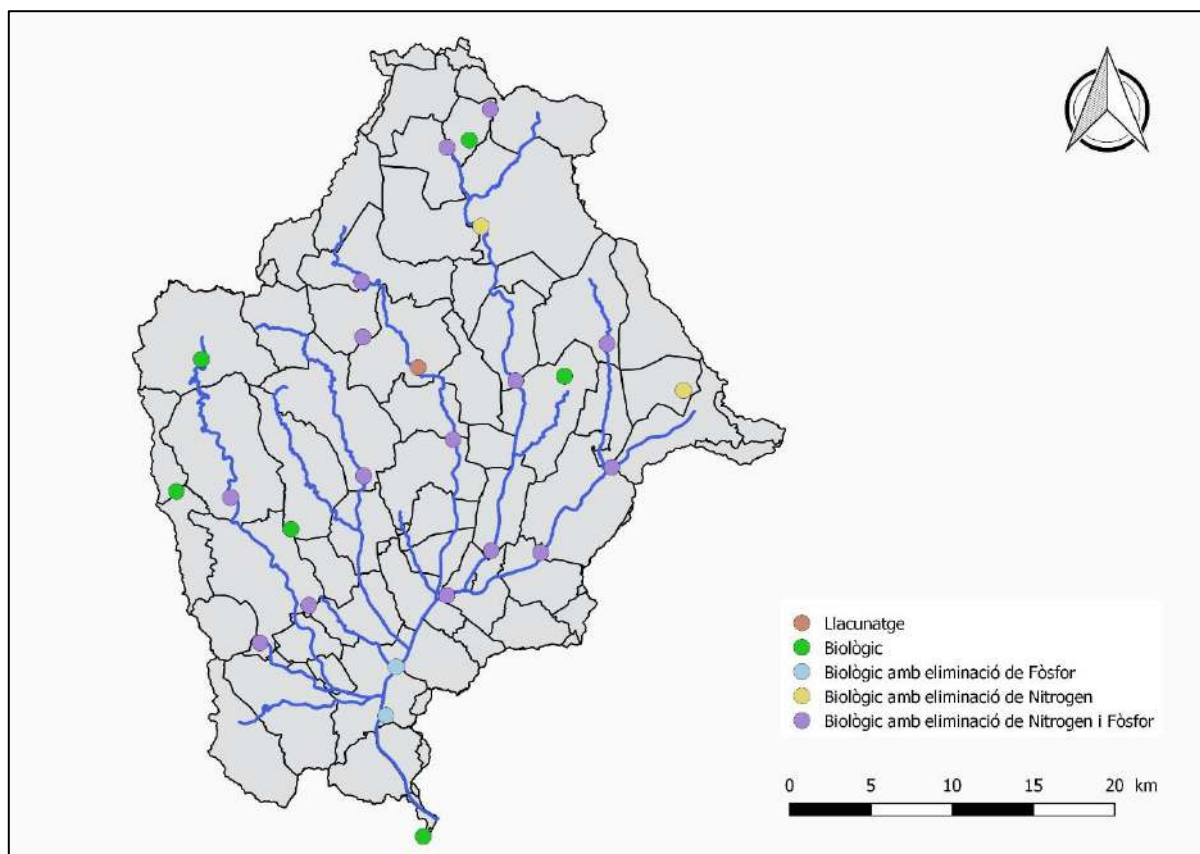 Llacunatge
Biològic
Biològic amb eliminació de Fòsfor
Biològic amb eliminació de Nitrogen
Biològic amb eliminació de Nitrogen i Fòsfor
0 5 10 15 20 km